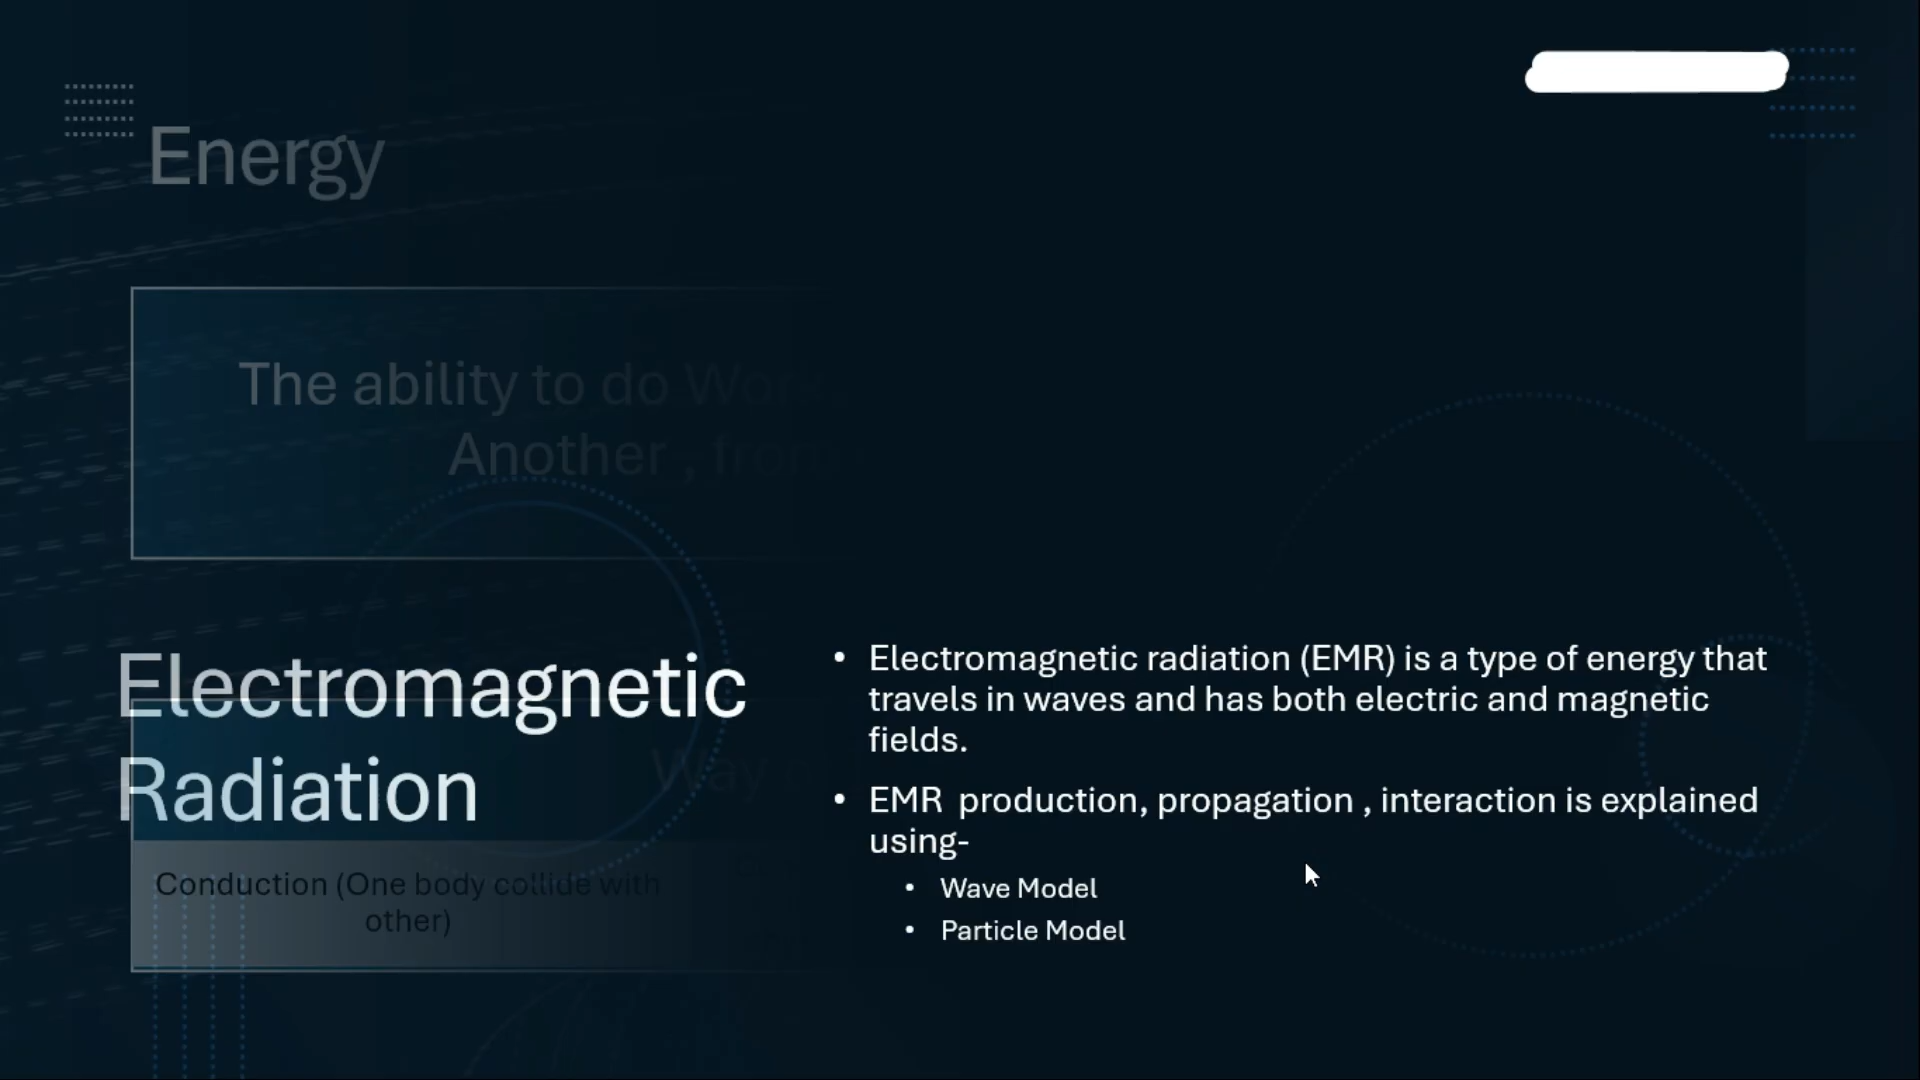 Energy
The ability to do Work
Another , from
Electromagnetic
Radiation
Way
Conduction (One body collide with
other)
• Electromagnetic radiation (EMR) is a type of energy that
travels in waves and has both electric and magnetic
fields.
• EMR production, propagation , interaction is explained
using-
• Wave Model
• Particle Model